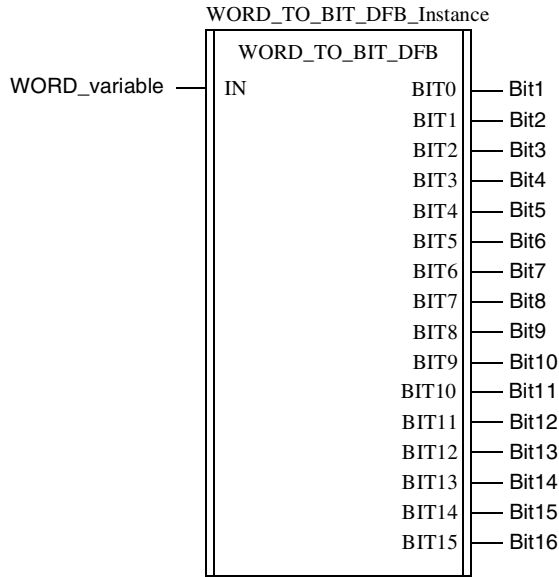 WORD_TO_BIT_DFB_Instance
WORD_TO_BIT_DFB
WORD_variable IN BIT0 Bit1
BIT1 Bit2
BIT2 Bit3
BIT3 Bit4
BIT4 Bit5
BIT5 Bit6
BIT6 Bit7
BIT7 Bit8
BIT8 Bit9
BIT9 Bit10
BIT10 Bit11
BIT11 Bit12
BIT12 Bit13
BIT13 Bit14
BIT14 Bit15
BIT15 Bit16